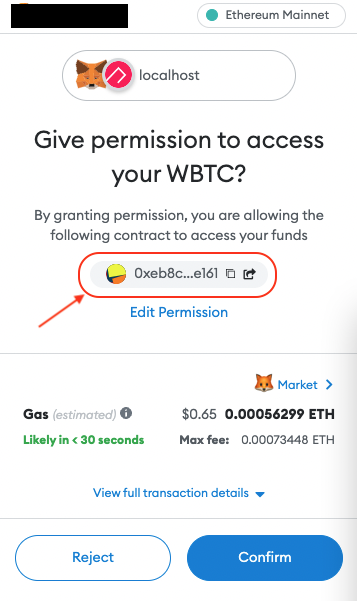 Ethereum Mainnet
localhost
Give permission to access
your WBTC?
By granting permission, you are allowing the
following contract to access your funds
0xeb8c...e161
Edit Permission
Market
Gas (estimated) $0.65 0.00056299 ETH
Likely in < 30 seconds Max fee: 0.00073448 ETH
View full transaction details
Reject Confirm